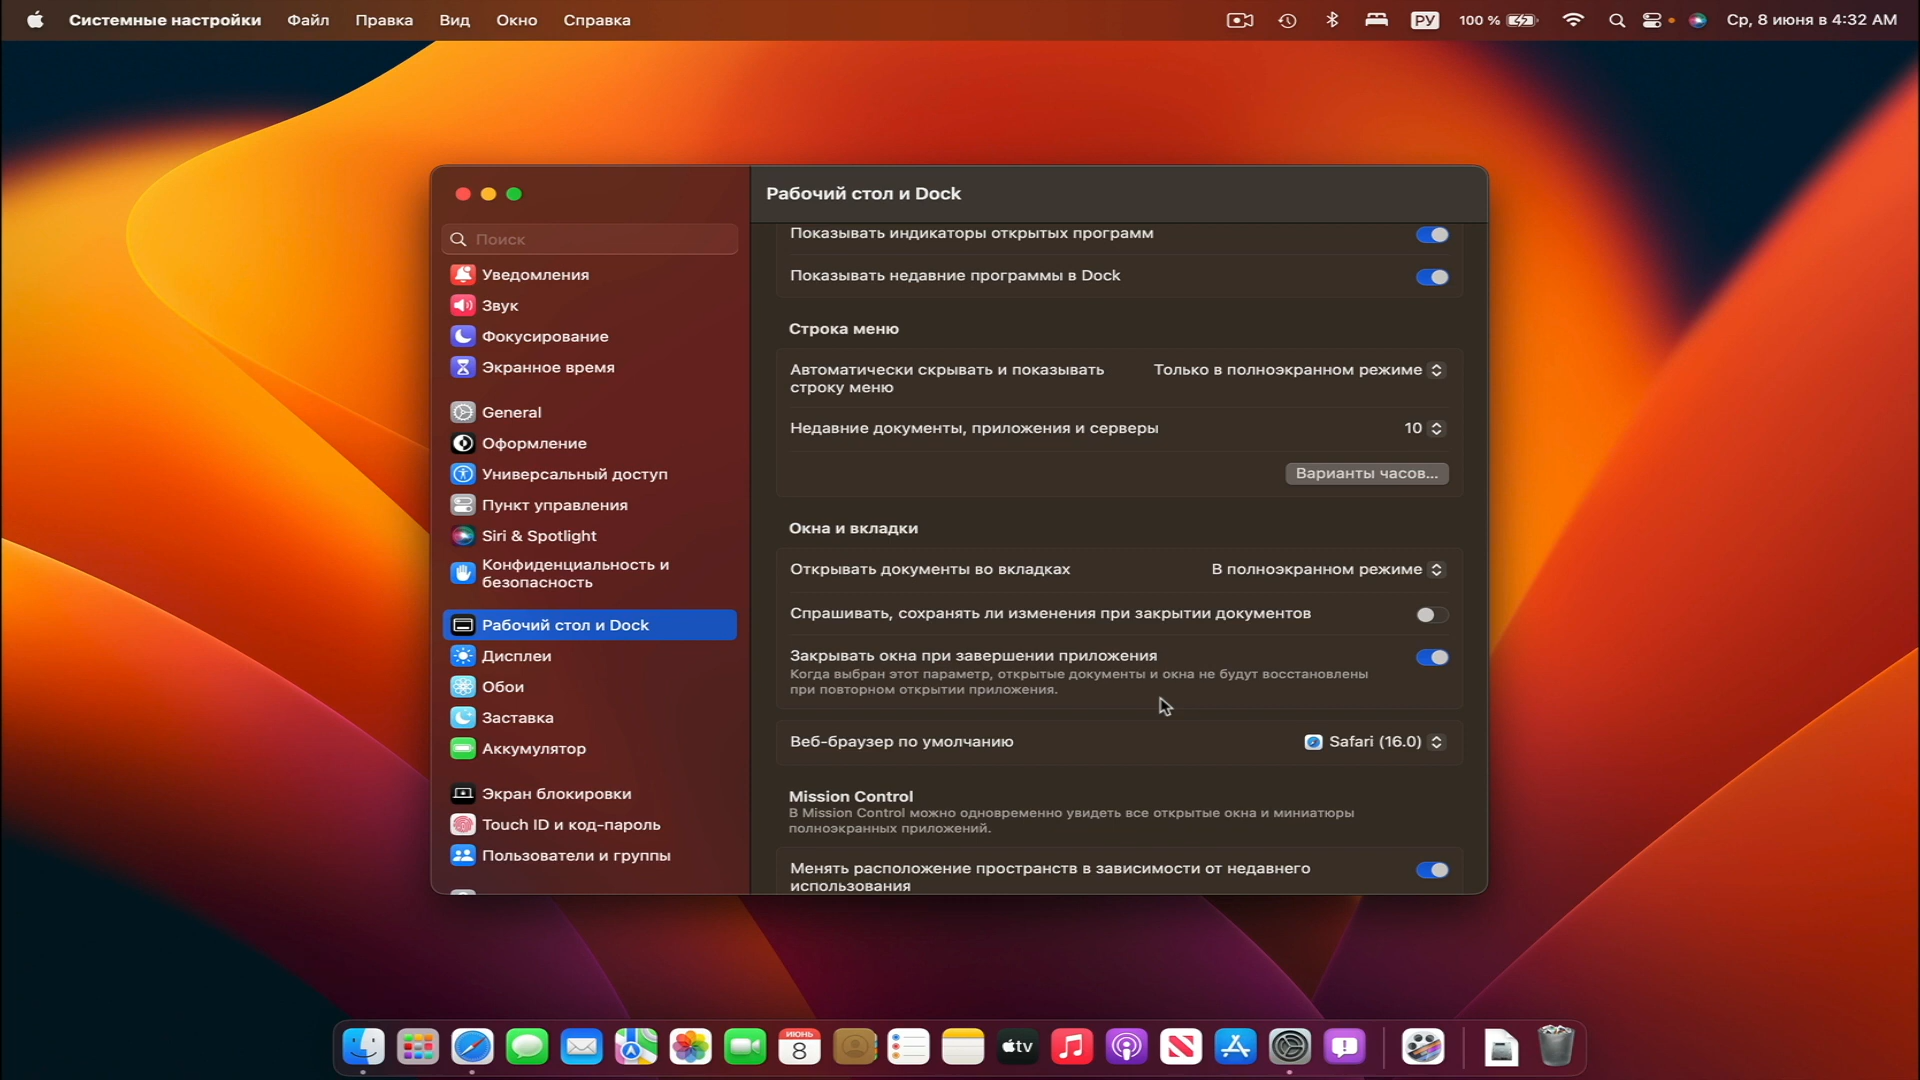 Системные настройки Файл Правка Вид Окно Справка РУ 100 % Ср, 8 июня в 4:32 AM
Рабочий стол и Dock
Поиск
Уведомления
Звук
Фокусирование
Экранное время
General
Оформление
Универсальный доступ
Пункт управления
Siri & Spotlight
Конфиденциальность и
безопасность
Рабочий стол и Dock
Дисплеи
Обои
Заставка
Аккумулятор
Экран блокировки
Touch ID и код-пароль
Пользователи и группы
Показывать индикаторы открытых программ
Показывать недавние программы в Dock
Строка меню
Автоматически скрывать и показывать
строку меню
Только в полноэкранном режиме
Недавние документы, приложения и серверы 10
Варианты часов...
Окна и вкладки
Открывать документы во вкладках В полноэкранном режиме
Спрашивать, сохранять ли изменения при закрытии документов
Закрывать окна при завершении приложения
Когда выбран этот параметр, открытые документы и окна не будут восстановлены
при повторном открытии приложения.
Веб-браузер по умолчанию Safari (16.0)
Mission Control
В Mission Control можно одновременно увидеть все открытые окна и миниатюры
полноэкранных приложений.
Менять расположение пространств в зависимости от недавнего
использования
ИЮНЬ
8
tv